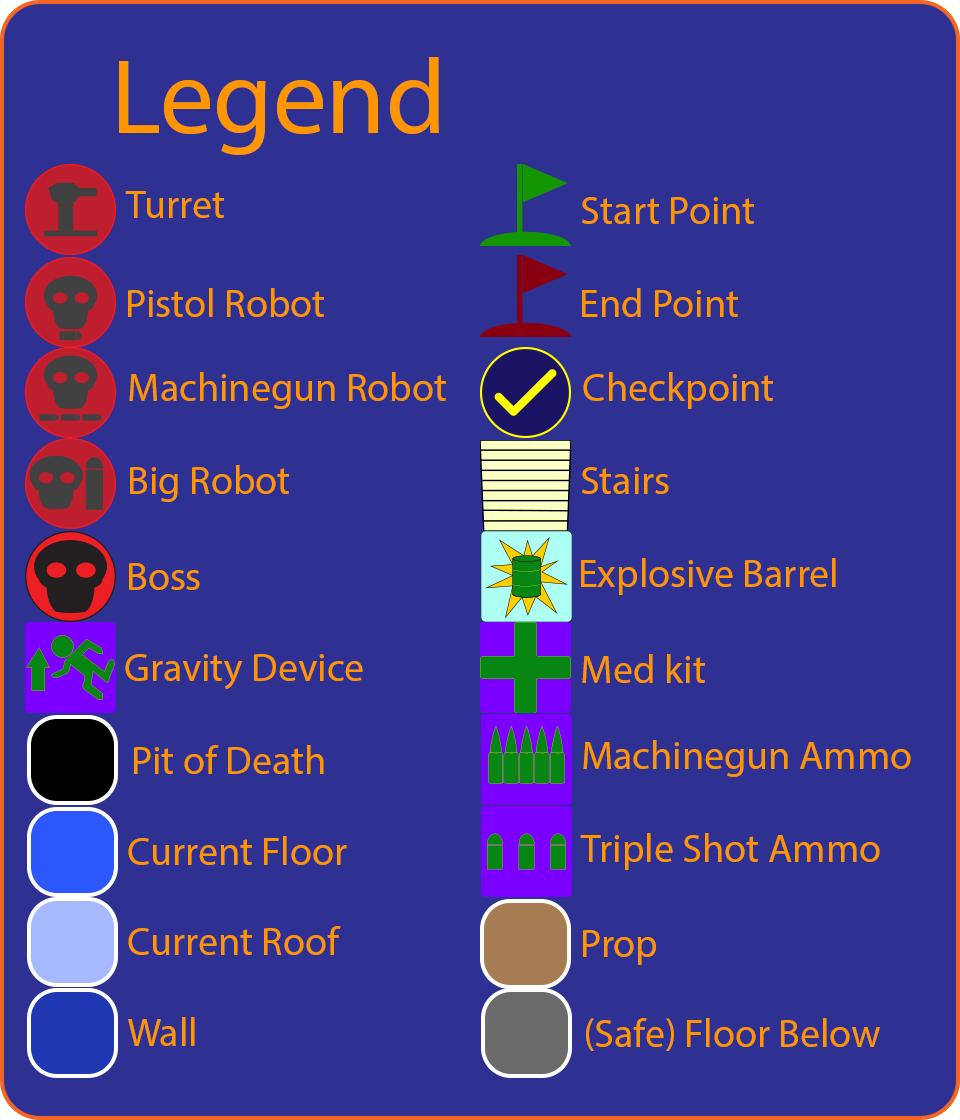 Legend
Turret
Pistol Robot
Machinegun Robot
Big Robot
Boss
Gravity Device
Pit of Death
Current Floor
Current Roof
Wall
Start Point
End Point
Checkpoint
Stairs
Explosive Barrel
Med kit
Machinegun Ammo
Triple Shot Ammo
Prop
(Safe) Floor Below